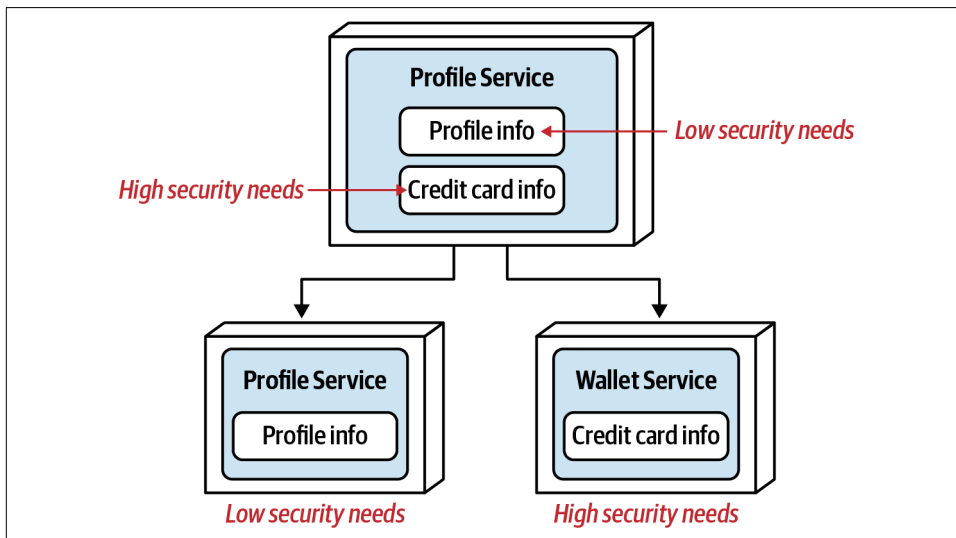 Profile Service
Profile info
Low security needs
High security needs
Credit card info
Profile Service
Profile info
Low security needs
Wallet Service
Credit card info
High security needs